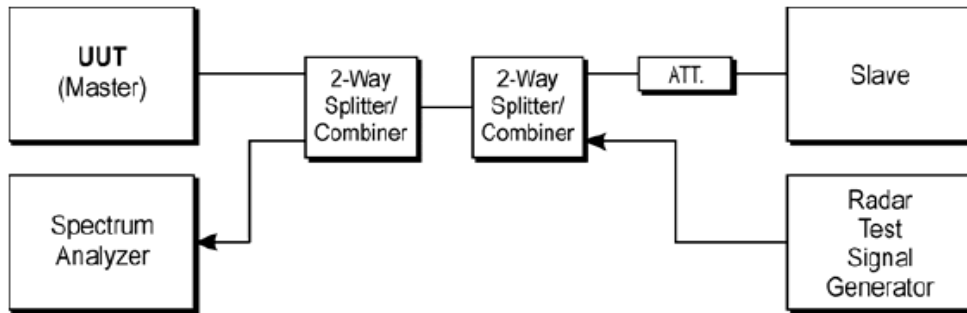 UUT
(Master)
2-Way
Splitter/
Combiner
2-Way
Splitter/
Combiner
ATT.
Slave
Spectrum
Analyzer
Radar
Test
Signal
Generator